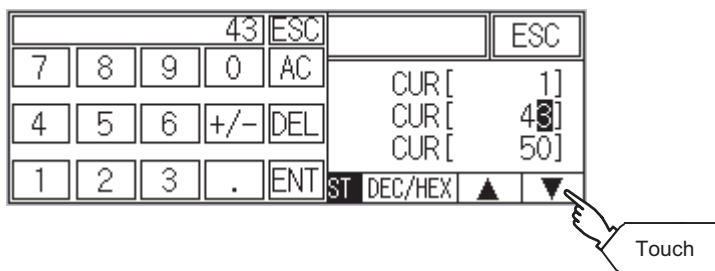 43 ESC
ESC
7 8 9 0 AC
CUR[ 1]
4 5 6 +/- DEL
CUR[ 43]
CUR[ 50]
1 2 3 . ENT
ST DEC/HEX ▲ ▼
Touch